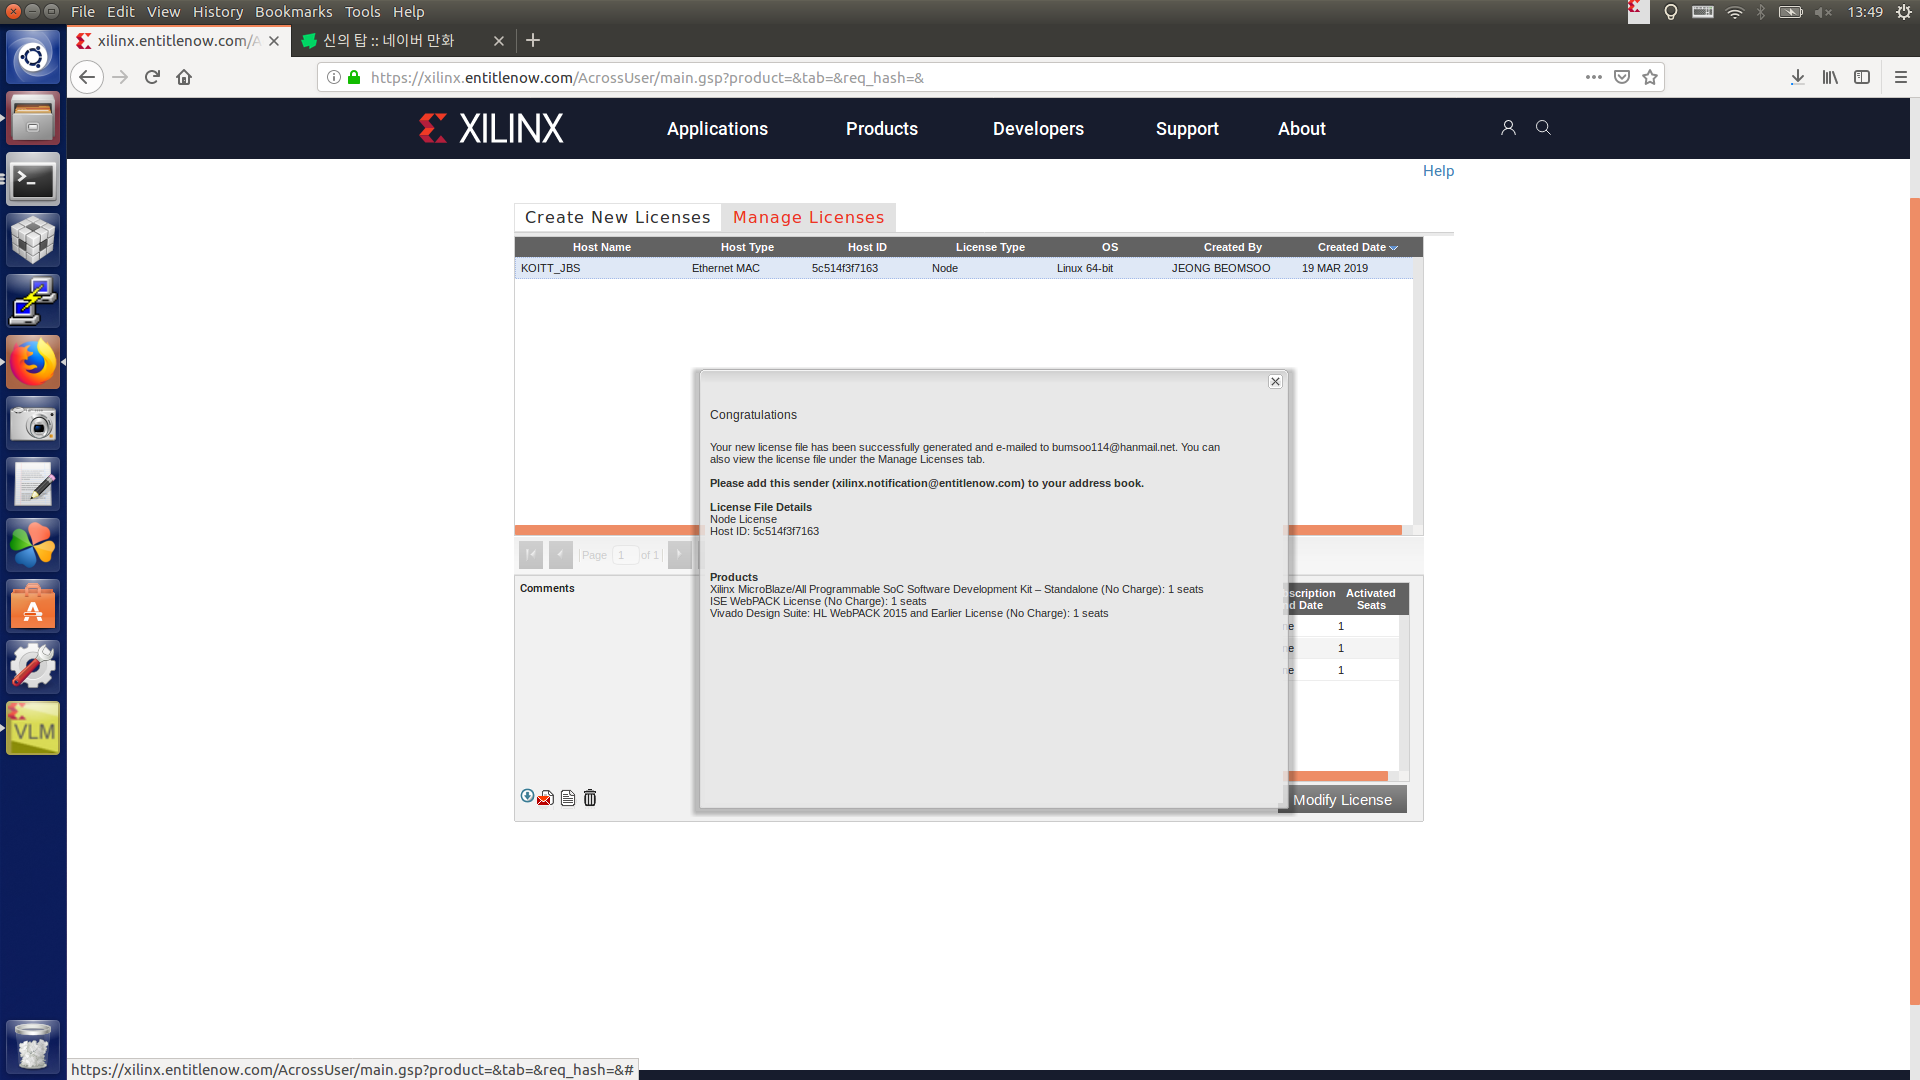 File Edit View History Bookmarks Tools Help
13:49
xilinx.entitlenow.com/A
신의 탑 :: 네이버 만화
https://xilinx.entitlenow.com/AcrossUser/main.gsp?product=&tab=&req_hash=&
XILINX
Applications
Products
Developers
Support
About
Help
Create New Licenses
Manage Licenses
Host Name Host Type Host ID License Type OS Created By Created Date
KOITT_JBS Ethernet MAC 5c514f3f7163 Node Linux 64-bit JEONG BEOMSOO 19 MAR 2019
Congratulations
Your new license file has been successfully generated and e-mailed to bumsoo114@hanmail.net. You can
also view the license file under the Manage Licenses tab.
Please add this sender (xilinx.notification@entitlenow.com) to your address book.
License File Details
Node License
Host ID: 5c514f3f7163
Products
Xilinx MicroBlaze/All Programmable SoC Software Development Kit – Standalone (No Charge): 1 seats
ISE WebPACK License (No Charge): 1 seats
Vivado Design Suite: HL WebPACK 2015 and Earlier License (No Charge): 1 seats
Page 1 of 1
Comments
bscription
d Date
Activated
Seats
ne 1
ne 1
ne 1
Modify License
VLM
https://xilinx.entitlenow.com/AcrossUser/main.gsp?product=&tab=&req_hash=&#